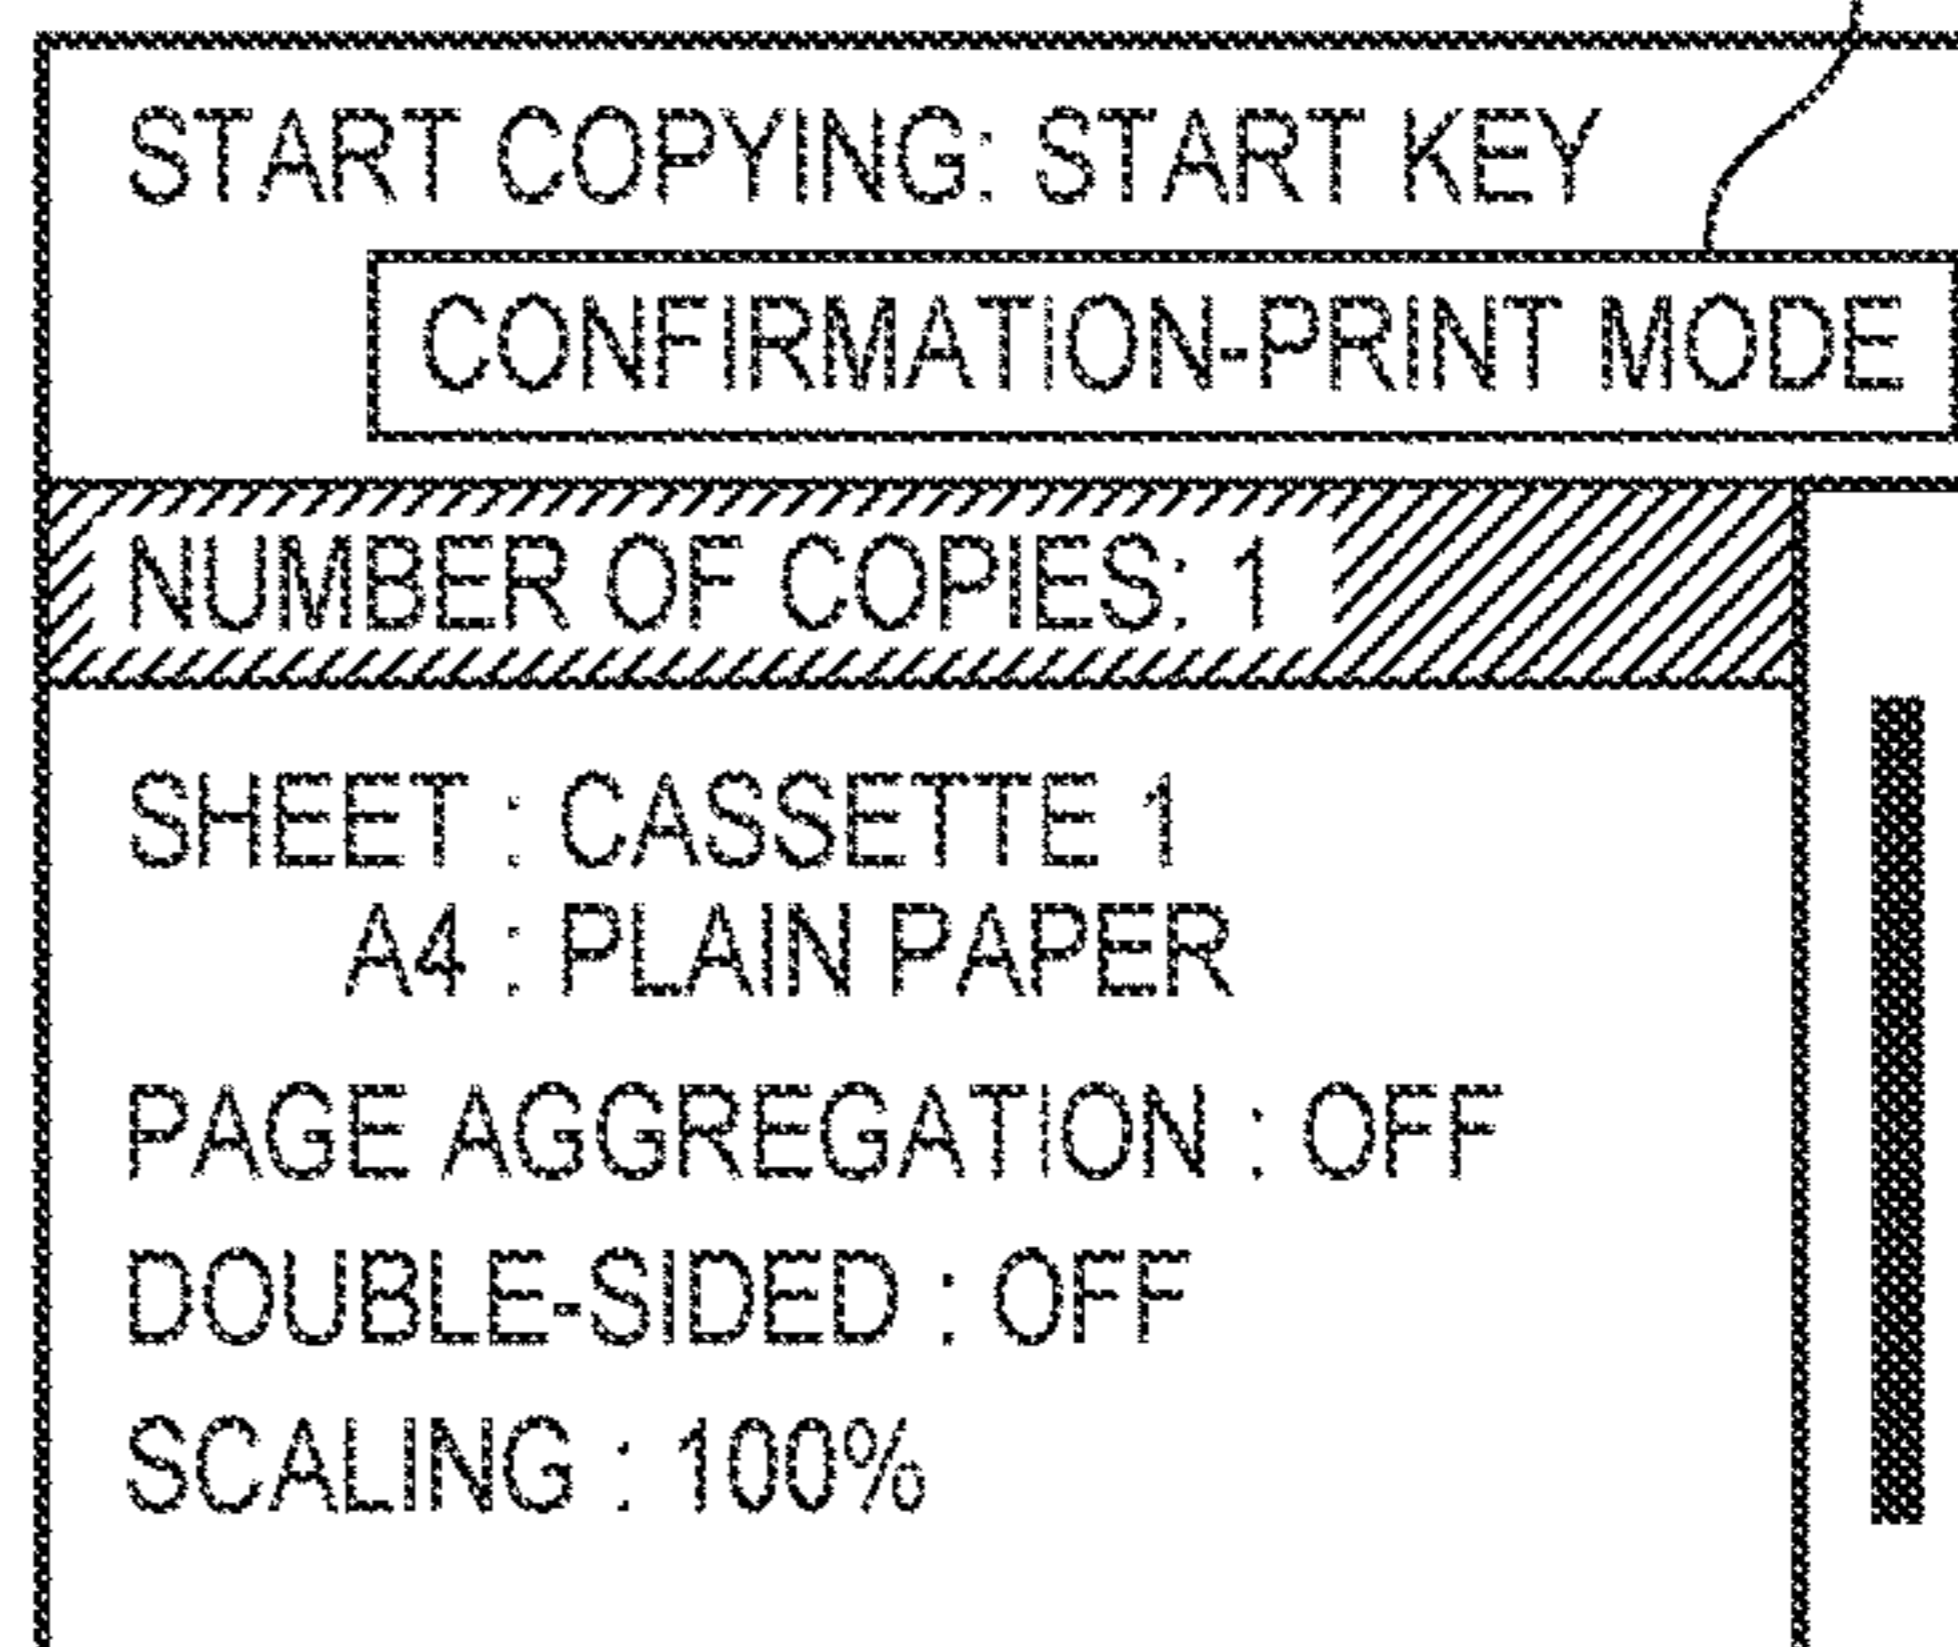 START COPYING: START KEY
CONFIRMATION-PRINT MODE
NUMBER OF COPIES: 1
SHEET : CASSETTE 1
A4 : PLAIN PAPER
PAGE AGGREGATION : OFF
DOUBLE-SIDED : OFF
SCALING : 100%